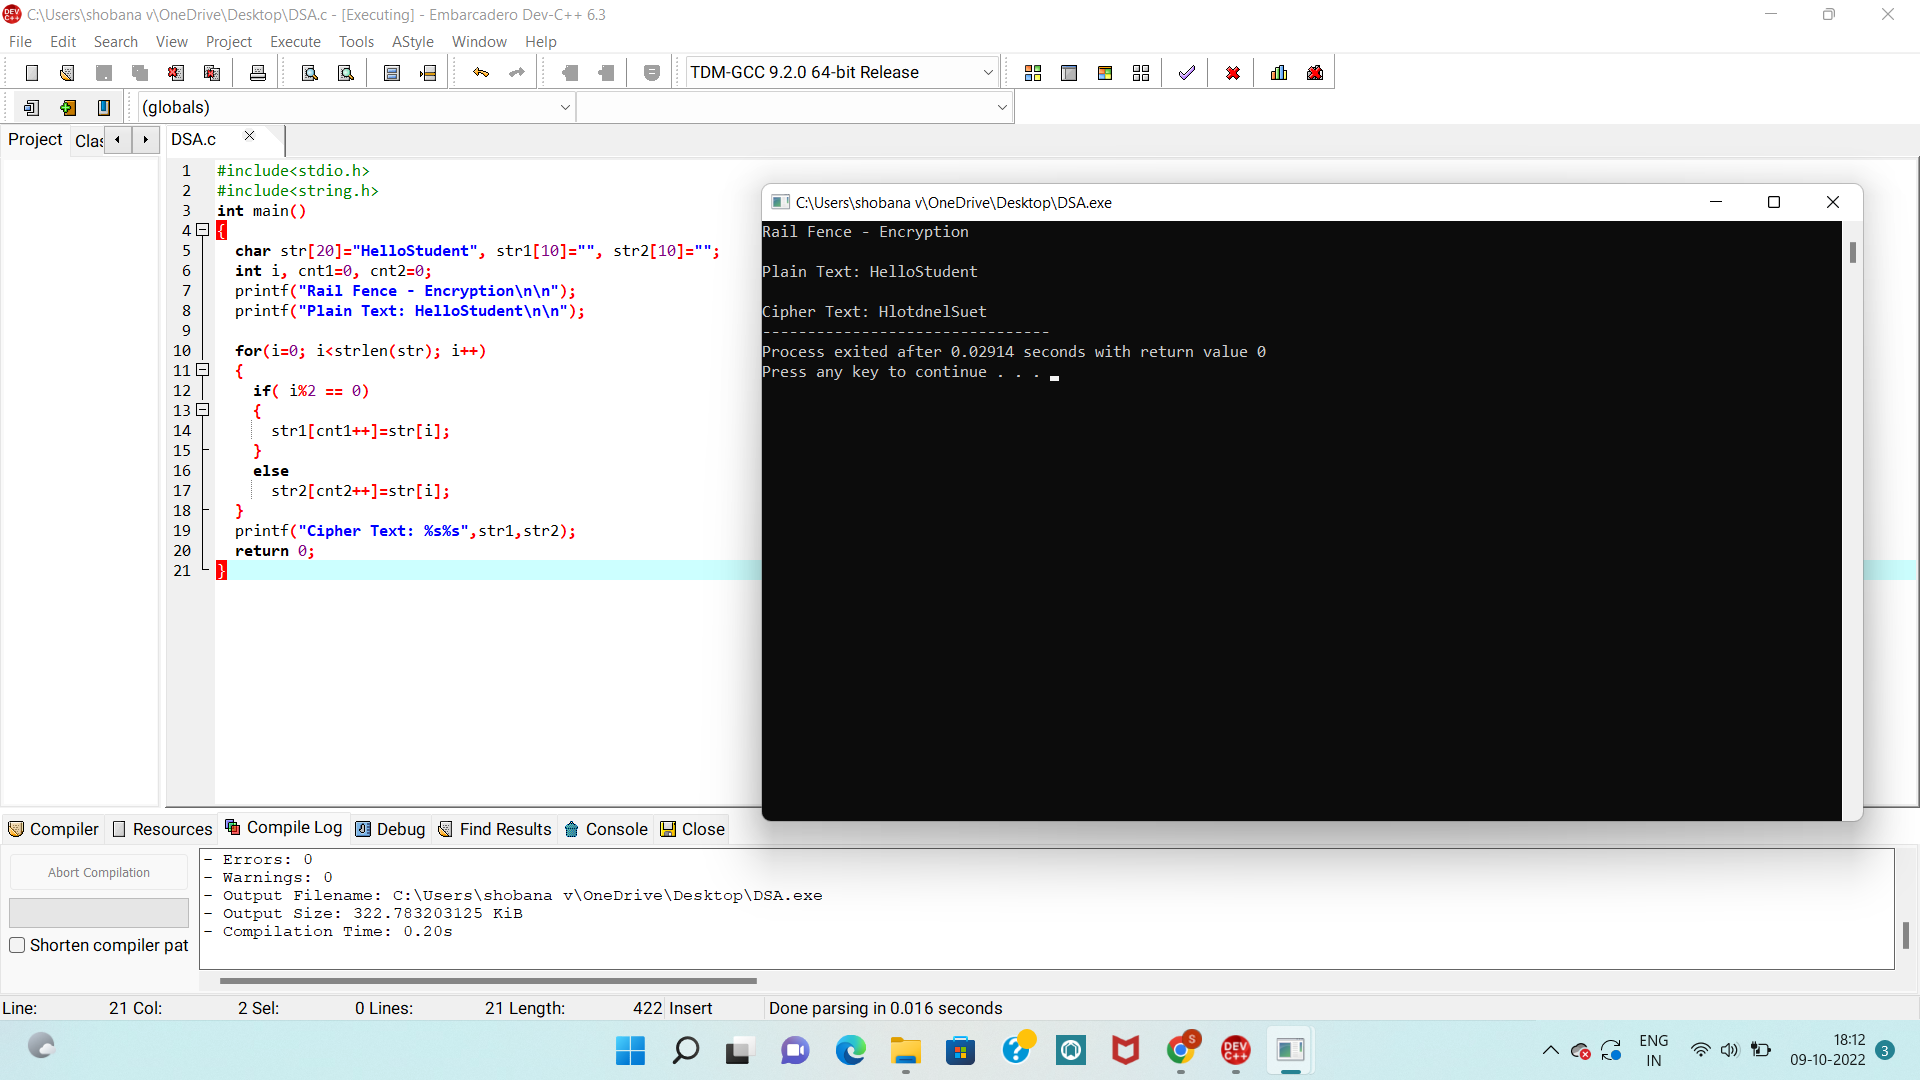 C:\Users\shobana v\OneDrive\Desktop\DSA.c - [Executing] - Embarcadero Dev-C++ 6.3
File Edit Search View Project Execute Tools AStyle Window Help
TDM-GCC 9.2.0 64-bit Release
(globals)
Project Clas DSA.c
1 #include<stdio.h>
2 #include<string.h>
3 int main()
4 {
5 char str[20]="HelloStudent", str1[10]="", str2[10]="";
6 int i, cnt1=0, cnt2=0;
7 printf("Rail Fence - Encryption\n\n");
8 printf("Plain Text: HelloStudent\n\n");
9
10 for(i=0; i<strlen(str); i++)
11 {
12 if( i%2 == 0)
13 {
14 str1[cnt1++]=str[i];
15 }
16 else
17 str2[cnt2++]=str[i];
18 }
19 printf("Cipher Text: %s%s",str1,str2);
20 return 0;
21 }
C:\Users\shobana v\OneDrive\Desktop\DSA.exe
Rail Fence - Encryption
Plain Text: HelloStudent
Cipher Text: HlotdnelSuet
--------------------------------
Process exited after 0.02914 seconds with return value 0
Press any key to continue . . .
Compiler Resources Compile Log Debug Find Results Console Close
Abort Compilation
Shorten compiler pat
- Errors: 0
- Warnings: 0
- Output Filename: C:\Users\shobana v\OneDrive\Desktop\DSA.exe
- Output Size: 322.783203125 KiB
- Compilation Time: 0.20s
Line: 21 Col: 2 Sel: 0 Lines: 21 Length: 422 Insert Done parsing in 0.016 seconds
S
DEV
C++
ENG
IN
18:12
09-10-2022
3